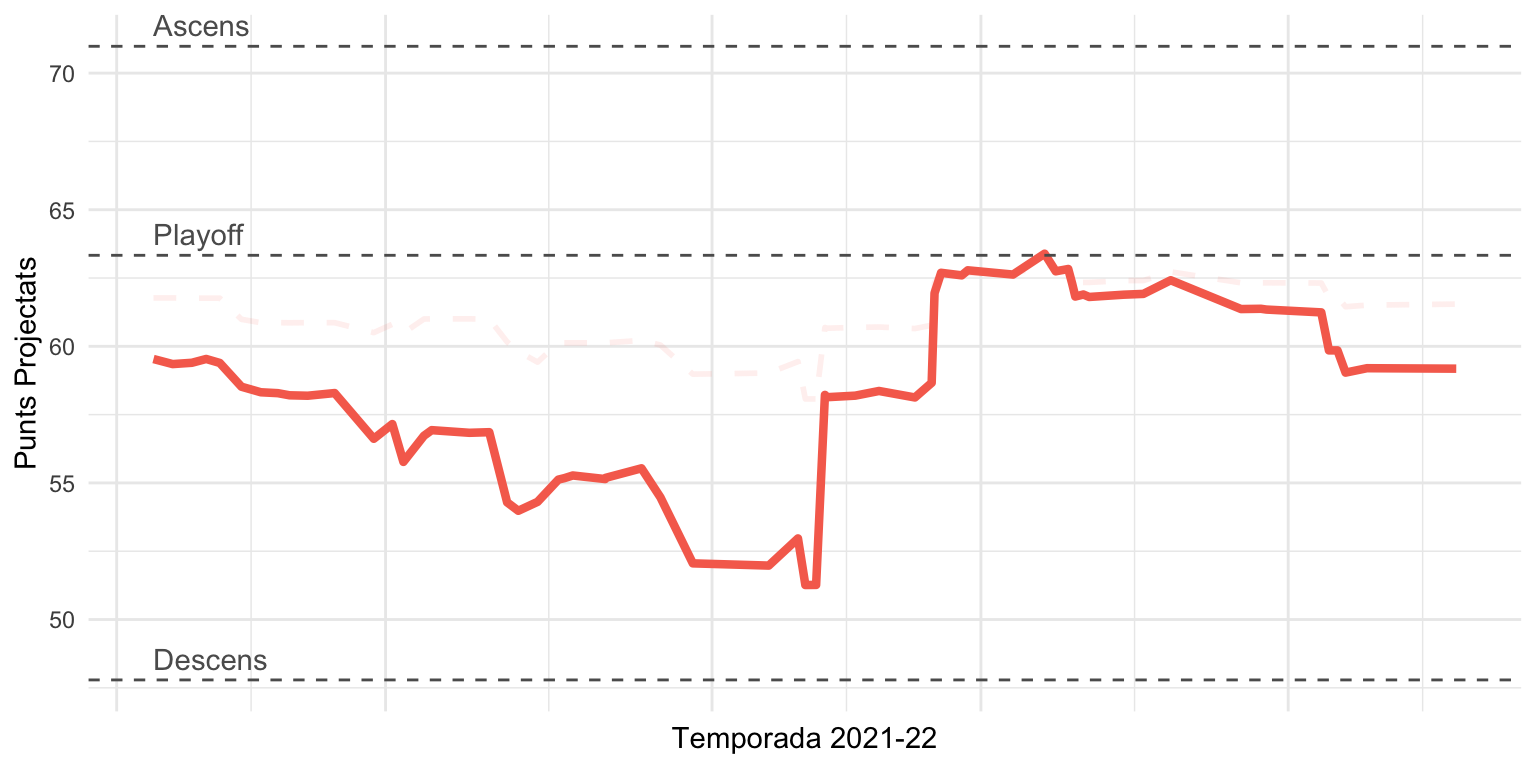 Ascens
70
65
Playoff
60
55
50
Descens
Punts Projectats
Temporada 2021-22